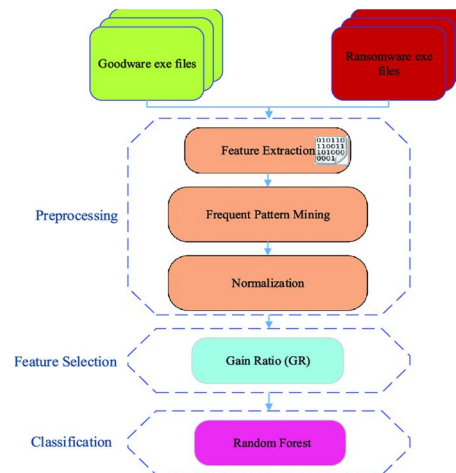 Goodware exe files
Ransomware exe
files
Feature Extraction
010110
110011
101000
0001
Preprocessing
Frequent Pattern Mining
Normalization
Feature Selection
Gain Ratio (GR)
Classification
Random Forest